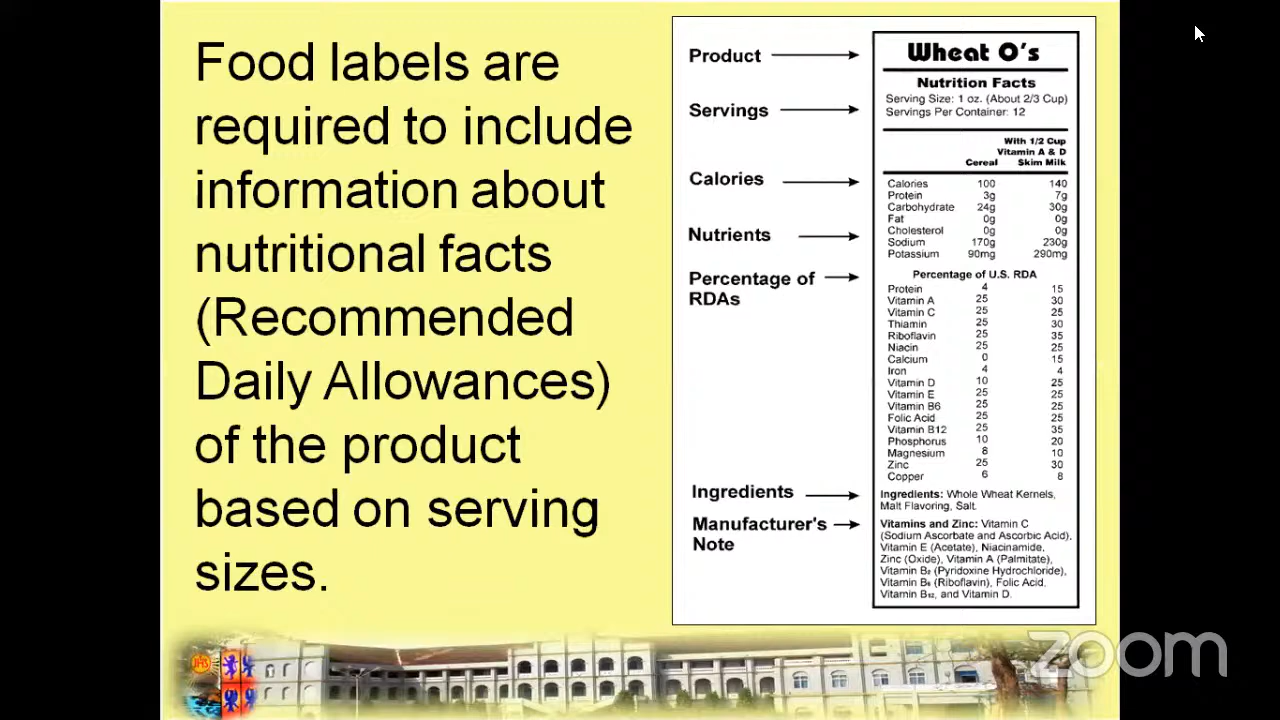 Food labels are
required to include
information about
nutritional facts
(Recommended
Daily Allowances)
of the product
based on serving
sizes.
Product
Servings
Calories
Nutrients
Percentage of
RDAs
Ingredients
Manufacturer's
Note
Wheat O's
Nutrition Facts
Serving Size: 1 oz. (About 2/3 Cup)
Servings Per Container: 12
With 1/2 Cup
Vitamin A & D
Cereal Skim Milk
Calories 100 140
Protein 3g 7g
Carbohydrate 24g 30g
Fat 0g 0g
Cholesterol 0g 0g
Sodium 170g 230g
Potassium 90mg 290mg
Percentage of U.S. RDA
Protein 4 15
Vitamin A 25 30
Vitamin C 25 25
Thiamin 25 30
Riboflavin 25 35
Niacin 25 25
Calcium 0 15
Iron 4 4
Vitamin D 10 25
Vitamin E 25 25
Vitamin B6 25 25
Folic Acid 25 25
Vitamin B12 25 35
Phosphorus 10 20
Magnesium 8 10
Zinc 25 30
Copper 6 8
Ingredients: Whole Wheat Kernels,
Malt Flavoring, Salt.
Vitamins and Zinc: Vitamin C
(Sodium Ascorbate and Ascorbic Acid),
Vitamin E (Acetate), Niacinamide,
Zinc (Oxide), Vitamin A (Palmitate),
Vitamin B₆ (Pyridoxine Hydrochloride),
Vitamin B₆ (Riboflavin), Folic Acid,
Vitamin B₁₂, and Vitamin D.
JHS
zoom